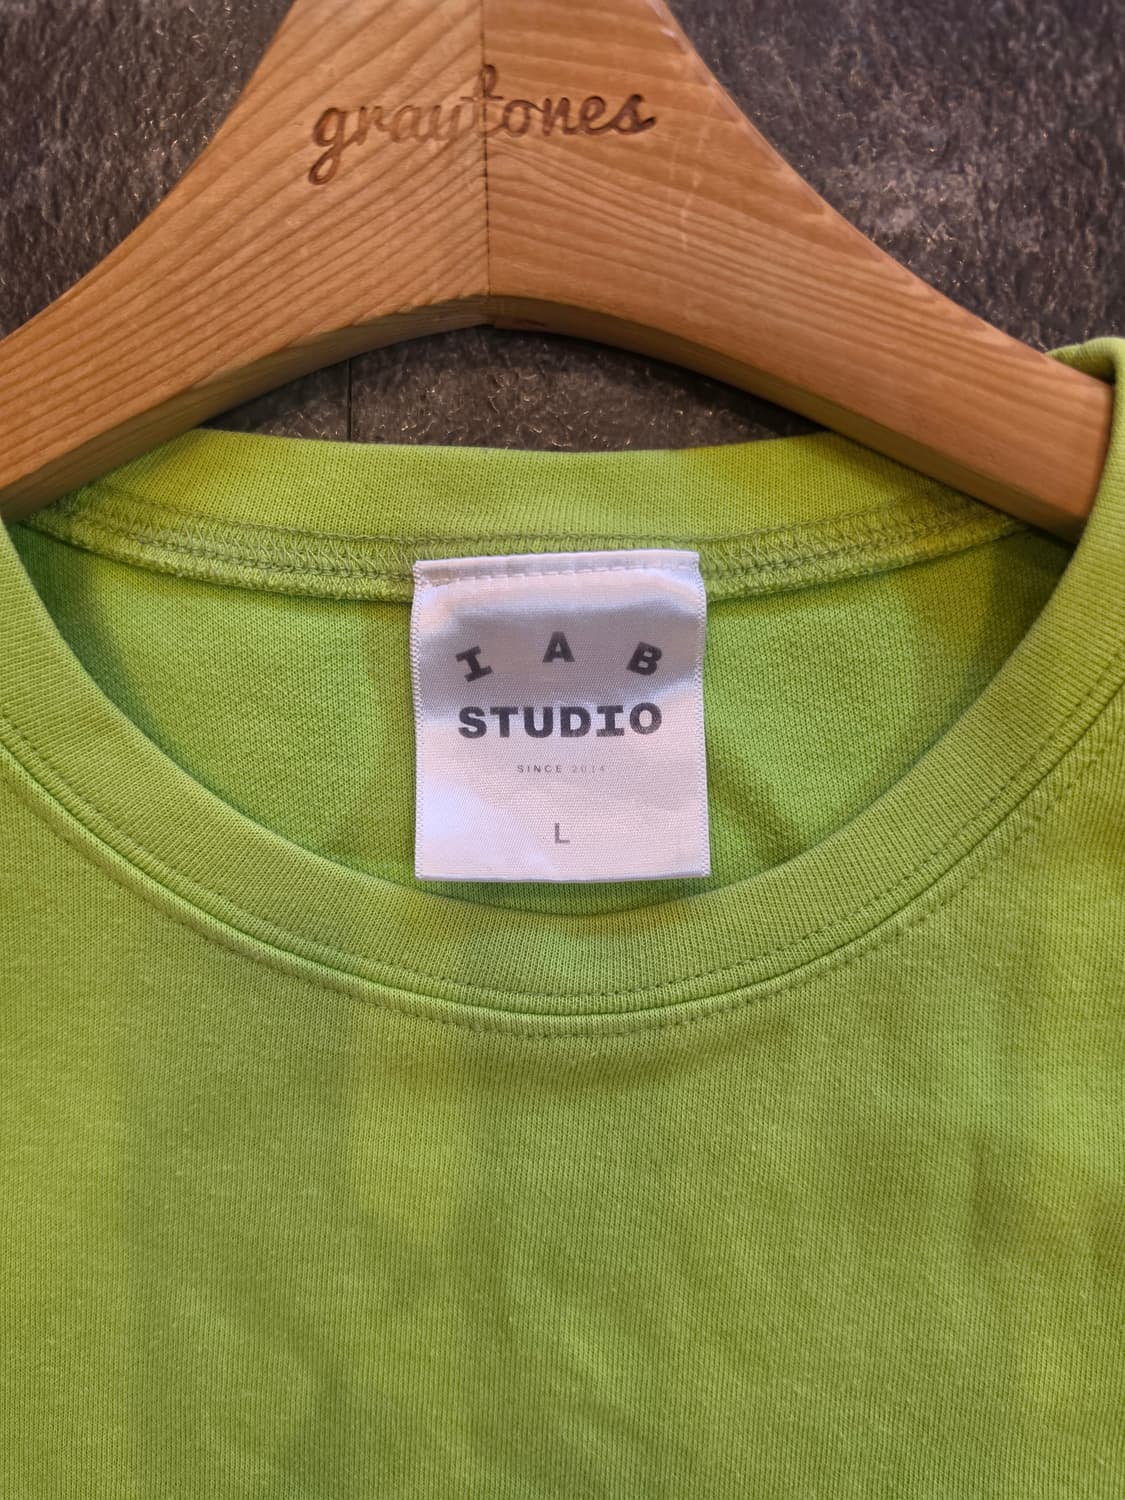 graytones
I A B
STUDIO
SINCE 2014
L